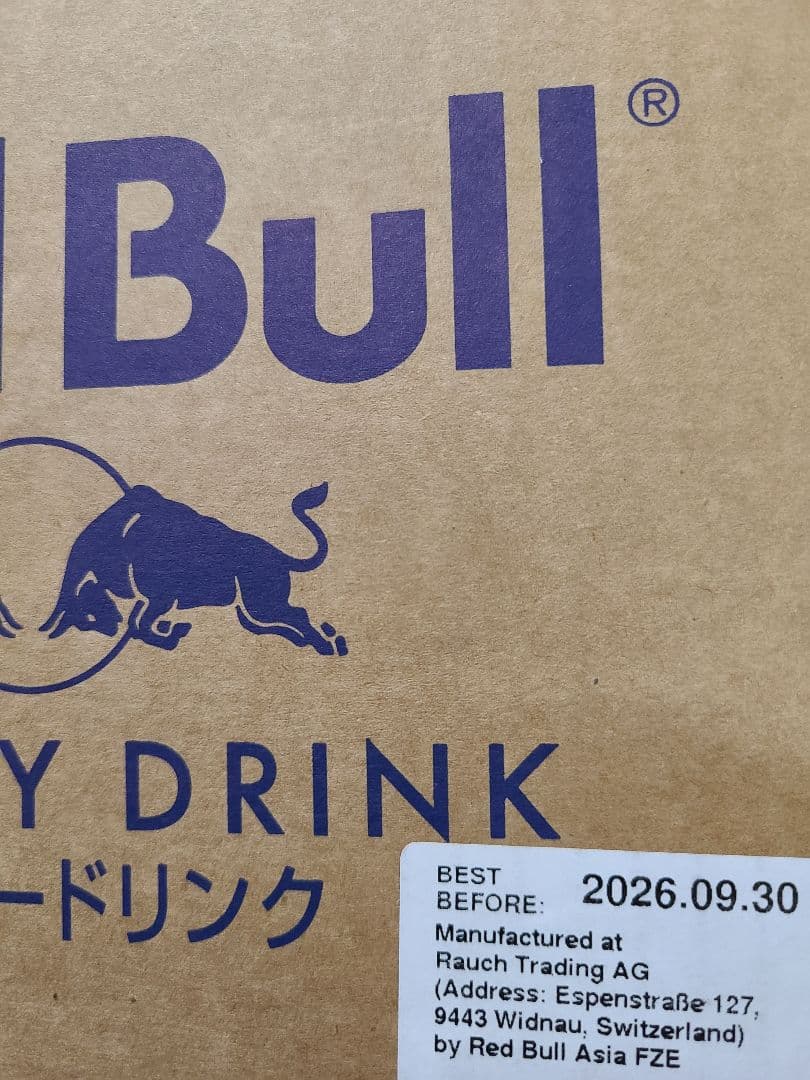 Bull®
Y DRINK
ードリンク
BEST
BEFORE: 2026.09.30
Manufactured at
Rauch Trading AG
(Address: Espenstraße 127,
9443 Widnau, Switzerland)
by Red Bull Asia FZE